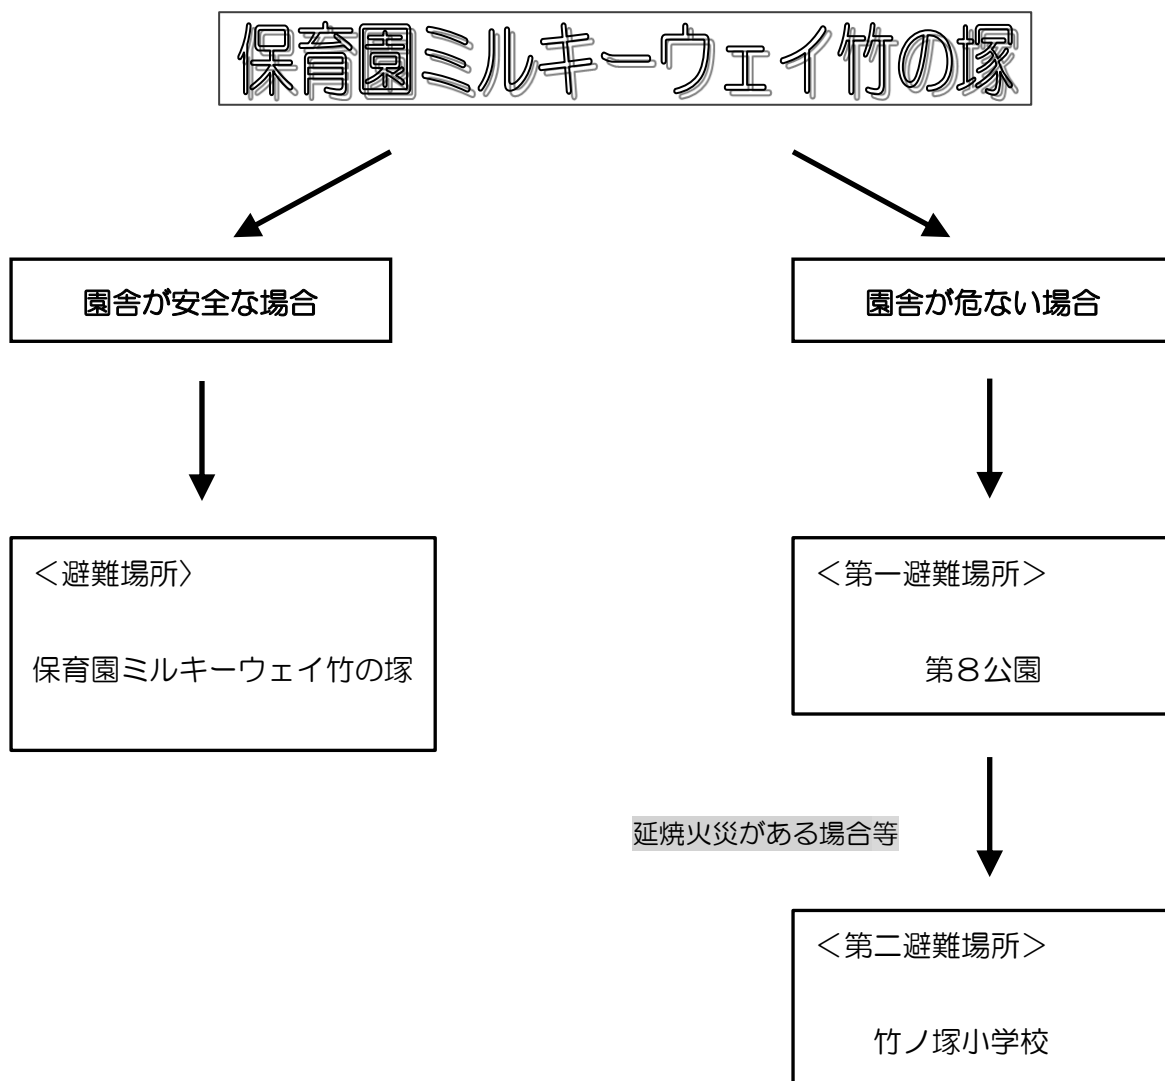 保育園ミルキーウェイ竹の塚
園舎が安全な場合
園舎が危ない場合
＜避難場所〉
保育園ミルキーウェイ竹の塚
＜第一避難場所＞
第８公園
延焼火災がある場合等
＜第二避難場所＞
竹ノ塚小学校